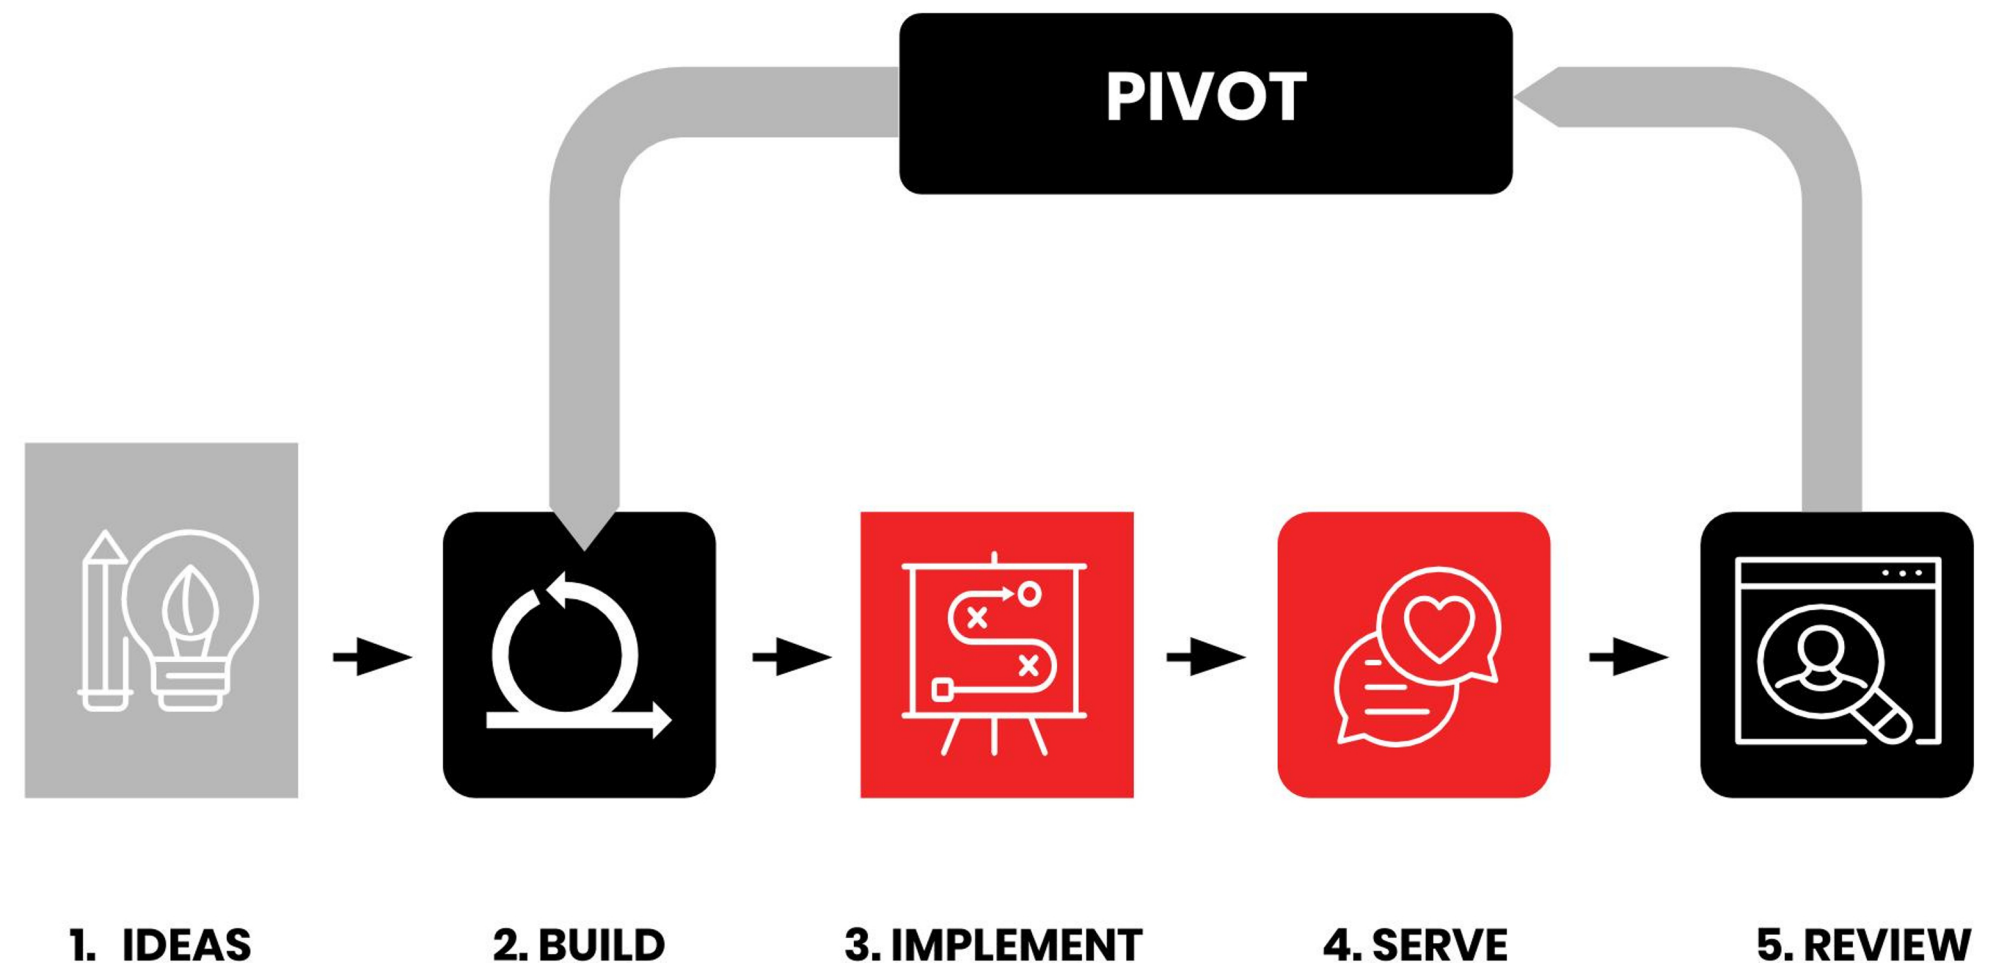 PIVOT
1. IDEAS
2. BUILD
3. IMPLEMENT
4. SERVE
5. REVIEW